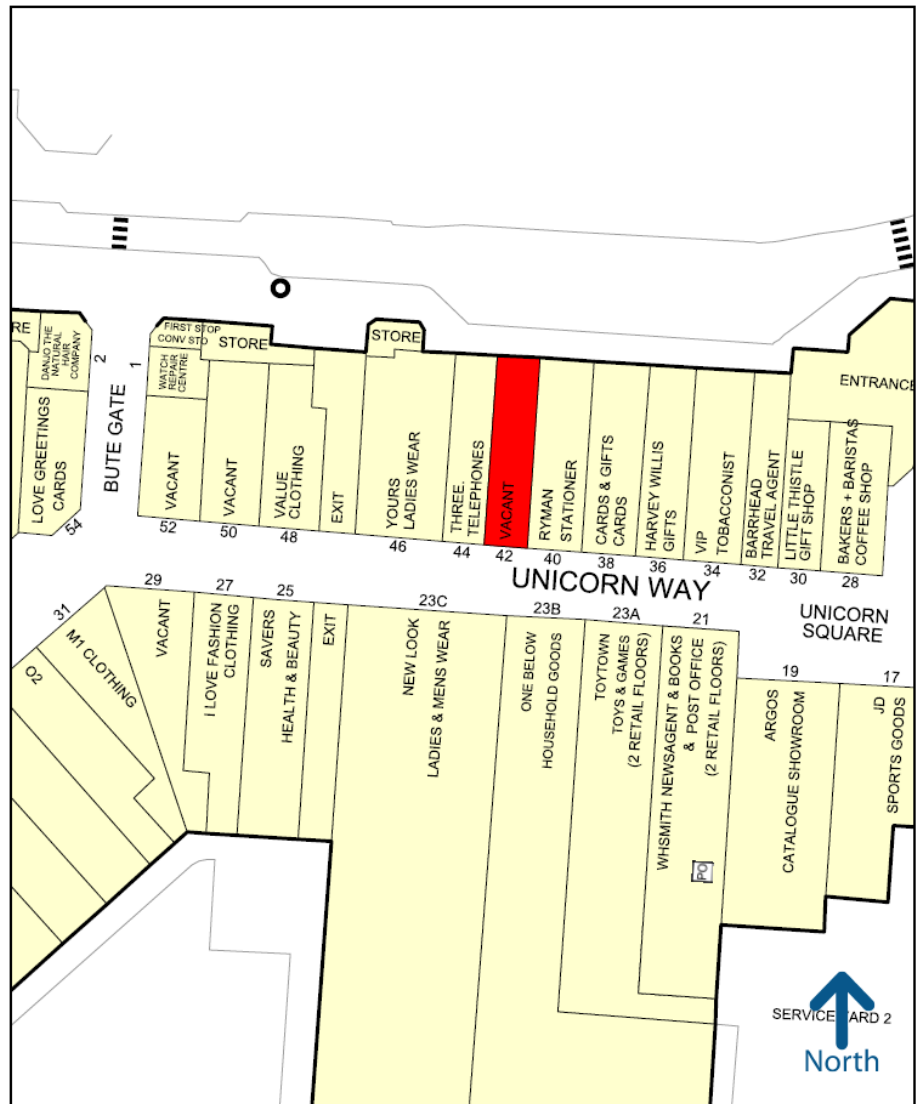 RE
DANJO THE
NATURAL
HAIR
COMPANY
LOVE GREETINGS
CARDS
54
2
BUTE GATE
1
FIRST STOP
CONV STO
WATCH
REPAIR
CENTRE
STORE
STORE
VACANT
52
VACANT
50
VALUE
CLOTHING
48
EXIT
YOURS
LADIES WEAR
46
THREE.
TELEPHONES
44
VACANT
42
RYMAN
STATIONER
40
CARDS & GIFTS
CARDS
38
HARVEY WILLIS
GIFTS
36
VIP
TOBACCONIST
34
BARRHEAD
TRAVEL AGENT
32
LITTLE THISTLE
GIFT SHOP
30
BAKERS + BARISTAS
COFFEE SHOP
28
ENTRANCE
UNICORN WAY
UNICORN
SQUARE
O2
31
M1 CLOTHING
29
VACANT
27
I LOVE FASHION
CLOTHING
25
SAVERS
HEALTH & BEAUTY
EXIT
23C
NEW LOOK
LADIES & MENS WEAR
23B
ONE BELOW
HOUSEHOLD GOODS
23A
TOYTOWN
TOYS & GAMES
(2 RETAIL FLOORS)
21
WHSMITH NEWSAGENT & BOOKS
& POST OFFICE
(2 RETAIL FLOORS)
PO
19
ARGOS
CATALOGUE SHOWROOM
17
JD
SPORTS GOODS
SERVICE YARD 2
North